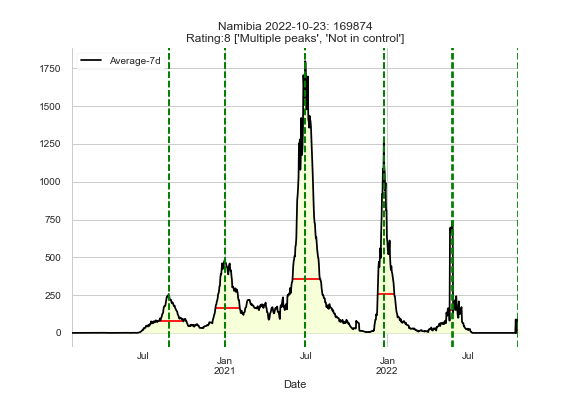 Namibia 2022-10-23: 169874
Rating:8 ['Multiple peaks', 'Not in control']
Average-7d
1750
1500
1250
1000
750
500
250
0
Jul
Jan
2021
Jul
Jan
2022
Jul
Date